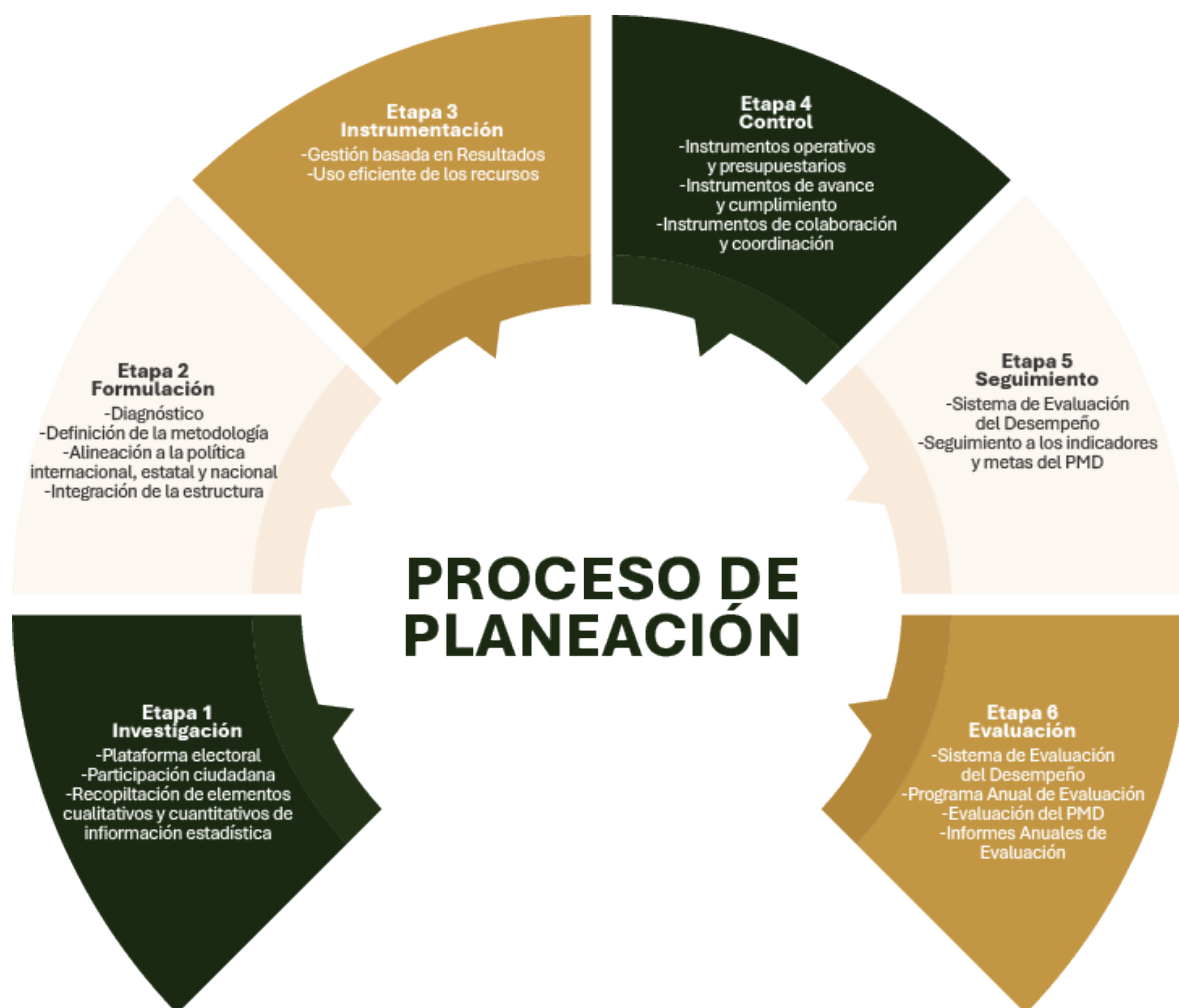 Etapa 1
Investigación
-Plataforma electoral
-Participación ciudadana
-Recopiltación de elementos
cualitativos y cuantitativos de
infiormación estadística
Etapa 2
Formulación
-Diagnóstico
-Definición de la metodología
-Alineación a la política
internacional, estatal y nacional
-Integración de la estructura
Etapa 3
Instrumentación
-Gestión basada en Resultados
-Uso eficiente de los recursos
Etapa 4
Control
-Instrumentos operativos
y presupuestarios
-Instrumentos de avance
y cumplimiento
-Instrumentos de colaboración
y coordinación
Etapa 5
Seguimiento
-Sistema de Evaluación
del Desempeño
-Seguimiento a los indicadores
y metas del PMD
Etapa 6
Evaluación
-Sistema de Evaluación
del Desempeño
-Programa Anual de Evaluación
-Evaluación del PMD
-Informes Anuales de
Evaluación
PROCESO DE
PLANEACIÓN